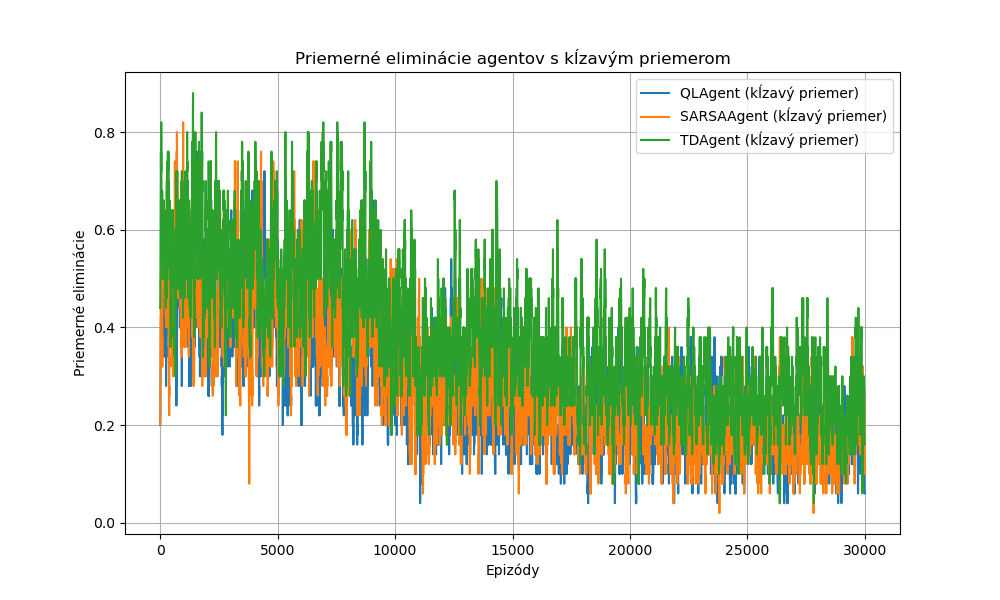 Priemerné eliminácie agentov s kĺzavým priemerom
QLAgent (kĺzavý priemer)
SARSAAgent (kĺzavý priemer)
TDAgent (kĺzavý priemer)
Priemerné eliminácie
0.8
0.6
0.4
0.2
0.0
0 5000 10000 15000 20000 25000 30000
Epizódy